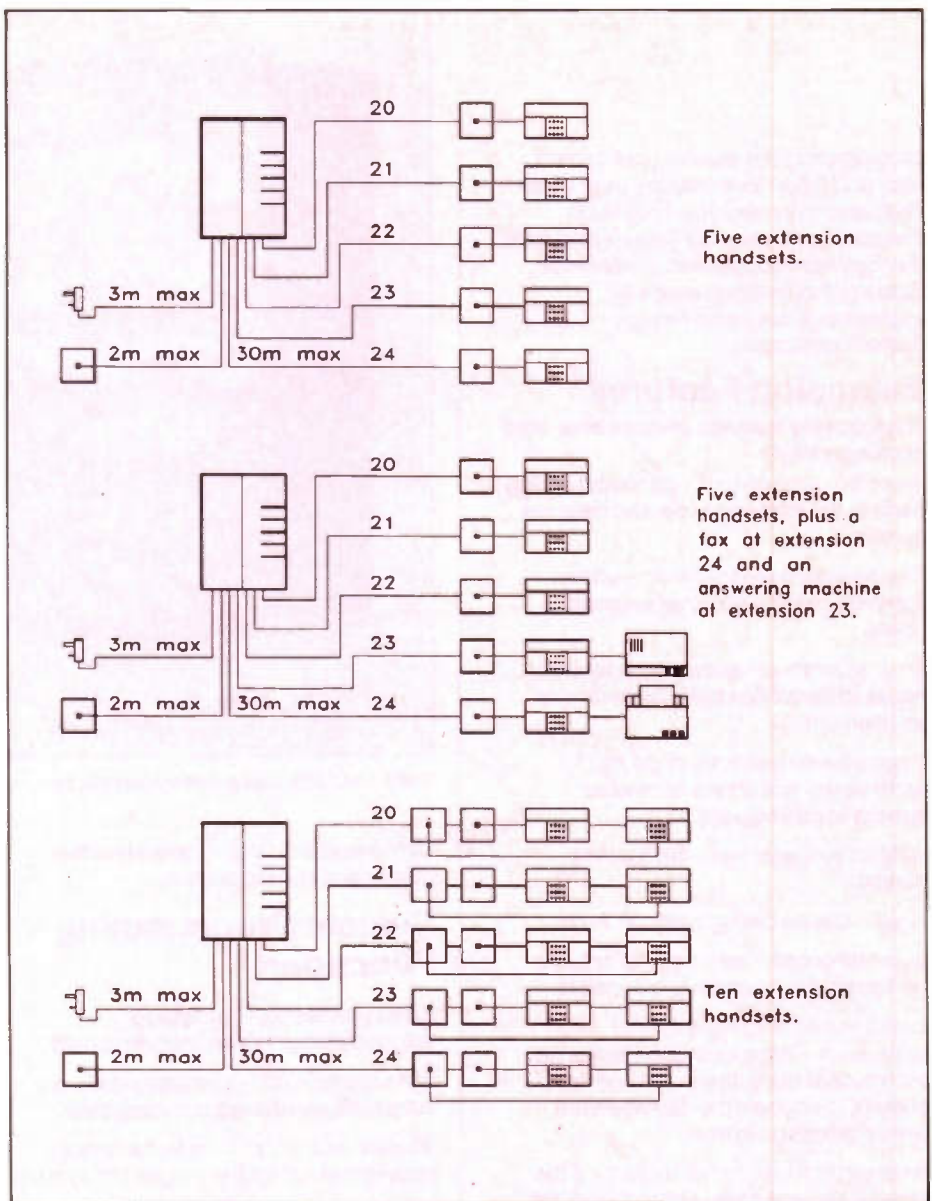 20
21
22
23
24
3m max
2m max
30m max
Five extension
handsets.
20
21
22
23
24
3m max
2m max
30m max
Five extension
handsets, plus a
fax at extension
24 and an
answering machine
at extension 23.
20
21
22
23
24
3m max
2m max
30m max
Ten extension
handsets.